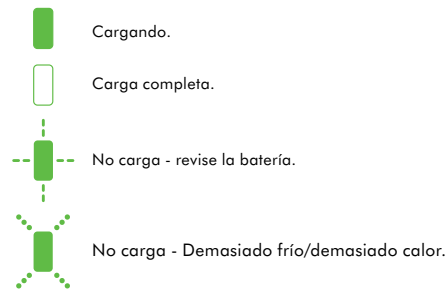 Cargando.
Carga completa.
No carga - revise la batería.
No carga - Demasiado frío/demasiado calor.